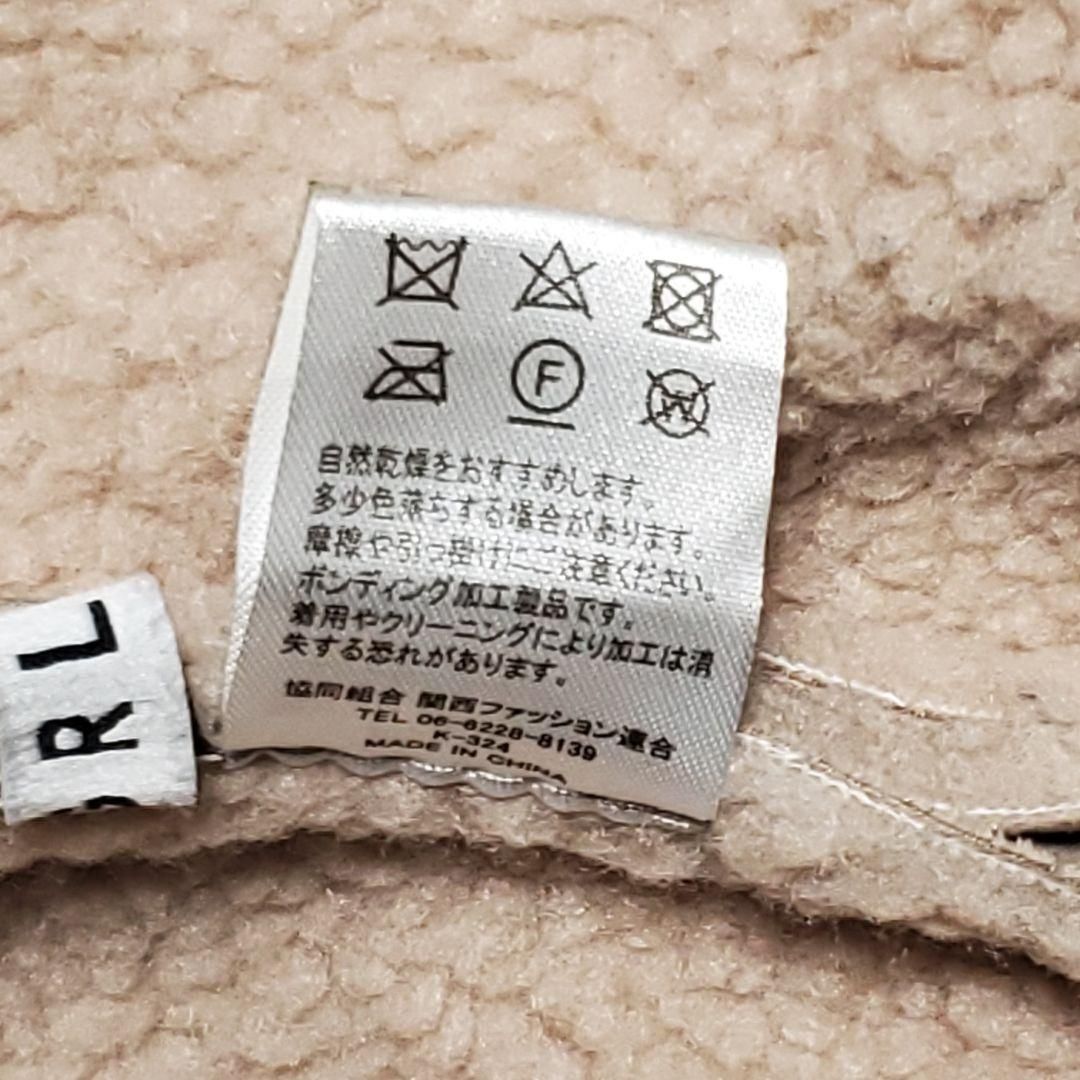 F
W
自然乾燥をおすすめします。
多少色落ちする場合があります。
摩擦や引っ掛けにご注意ください。
ボンディング加工製品です。
着用やクリーニングにより加工は消
失する恐れがあります。
協同組合 関西ファッション連合
TEL 06-6228-8139
K-324
MADE IN CHINA
RL